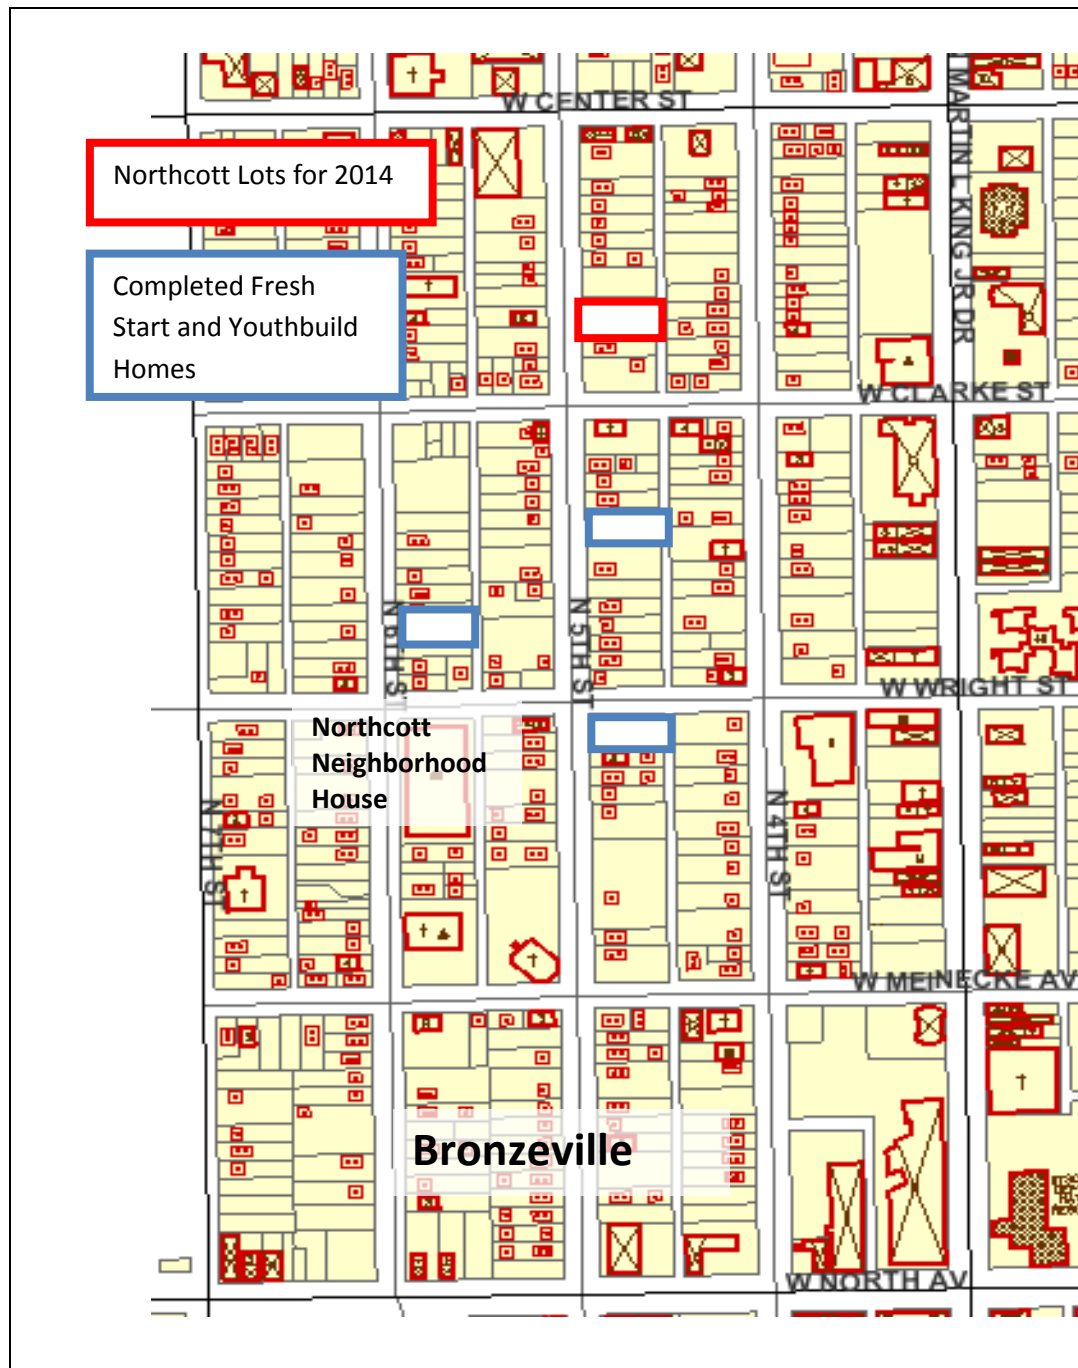 W CENTER ST
N MARTIN L KING JR DR
Northcott Lots for 2014
Completed Fresh
Start and Youthbuild
Homes
W CLARKE ST
N 6TH ST
N 5TH ST
W WRIGHT ST
Northcott
Neighborhood
House
N 7TH ST
N 4TH ST
W MEINECKE AV
Bronzeville
W NORTH AV